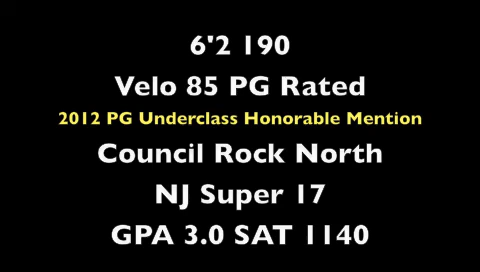 6'2 190
Velo 85 PG Rated
2012 PG Underclass Honorable Mention
Council Rock North
NJ Super 17
GPA 3.0 SAT 1140